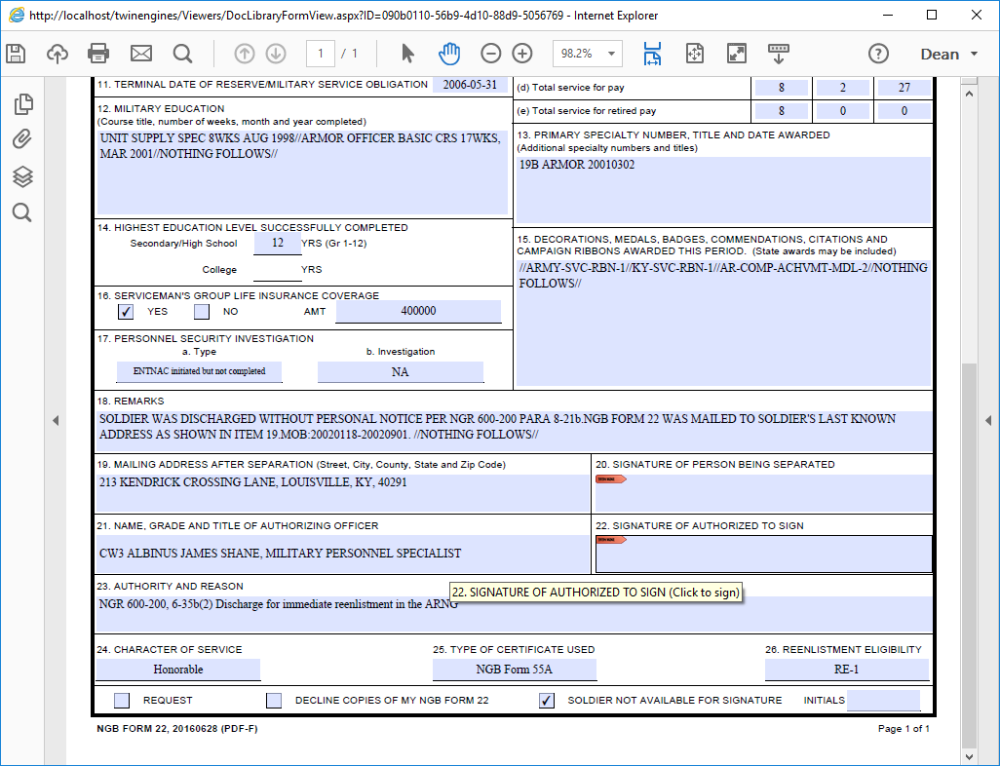 http://localhost/twinengines/Viewers/DocLibraryFormView.aspx?ID=090b0110-56b9-4d10-88d9-5056769 - Internet Explorer
1 / 1
98.2%
Dean
11. TERMINAL DATE OF RESERVE/MILITARY SERVICE OBLIGATION 2006-05-31
(d) Total service for pay 8 2 27
(e) Total service for retired pay 8 0 0
12. MILITARY EDUCATION
(Course title, number of weeks, month and year completed)
UNIT SUPPLY SPEC 8WKS AUG 1998//ARMOR OFFICER BASIC CRS 17WKS,
MAR 2001//NOTHING FOLLOWS//
13. PRIMARY SPECIALTY NUMBER, TITLE AND DATE AWARDED
(Additional specialty numbers and titles)
19B ARMOR 20010302
14. HIGHEST EDUCATION LEVEL SUCCESSFULLY COMPLETED
Secondary/High School 12 YRS (Gr 1-12)
College YRS
15. DECORATIONS, MEDALS, BADGES, COMMENDATIONS, CITATIONS AND
CAMPAIGN RIBBONS AWARDED THIS PERIOD. (State awards may be included)
//ARMY-SVC-RBN-1//KY-SVC-RBN-1//AR-COMP-ACHVMT-MDL-2//NOTHING
FOLLOWS//
16. SERVICEMAN'S GROUP LIFE INSURANCE COVERAGE
YES NO AMT 400000
17. PERSONNEL SECURITY INVESTIGATION
a. Type b. Investigation
ENTNAC initiated but not completed NA
18. REMARKS
SOLDIER WAS DISCHARGED WITHOUT PERSONAL NOTICE PER NGR 600-200 PARA 8-21b.NGB FORM 22 WAS MAILED TO SOLDIER'S LAST KNOWN
ADDRESS AS SHOWN IN ITEM 19.MOB:20020118-20020901. //NOTHING FOLLOWS//
19. MAILING ADDRESS AFTER SEPARATION (Street, City, County, State and Zip Code)
213 KENDRICK CROSSING LANE, LOUISVILLE, KY, 40291
20. SIGNATURE OF PERSON BEING SEPARATED
21. NAME, GRADE AND TITLE OF AUTHORIZING OFFICER
CW3 ALBINUS JAMES SHANE, MILITARY PERSONNEL SPECIALIST
22. SIGNATURE OF AUTHORIZED TO SIGN
23. AUTHORITY AND REASON
22. SIGNATURE OF AUTHORIZED TO SIGN (Click to sign)
NGR 600-200, 6-35b(2) Discharge for immediate reenlistment in the ARNG
24. CHARACTER OF SERVICE 25. TYPE OF CERTIFICATE USED 26. REENLISTMENT ELIGIBILITY
Honorable NGB Form 55A RE-1
REQUEST DECLINE COPIES OF MY NGB FORM 22 SOLDIER NOT AVAILABLE FOR SIGNATURE INITIALS
NGB FORM 22, 20160628 (PDF-F) Page 1 of 1